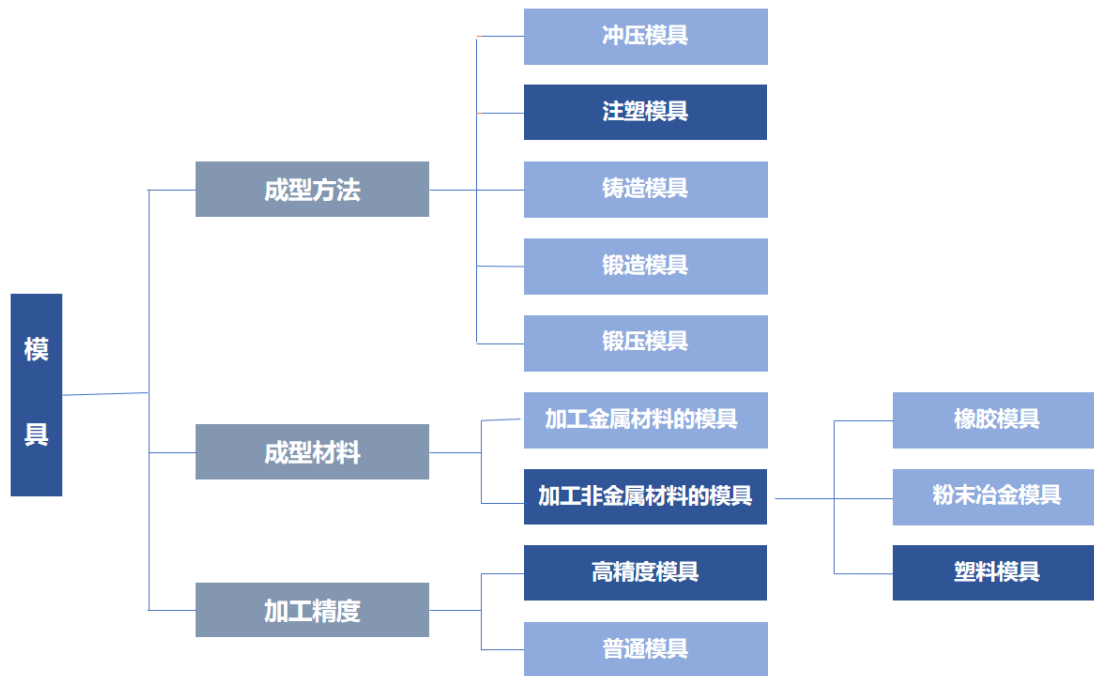 模具
成型方法
冲压模具
注塑模具
铸造模具
锻造模具
锻压模具
成型材料
加工金属材料的模具
加工非金属材料的模具
橡胶模具
粉末冶金模具
塑料模具
加工精度
高精度模具
普通模具